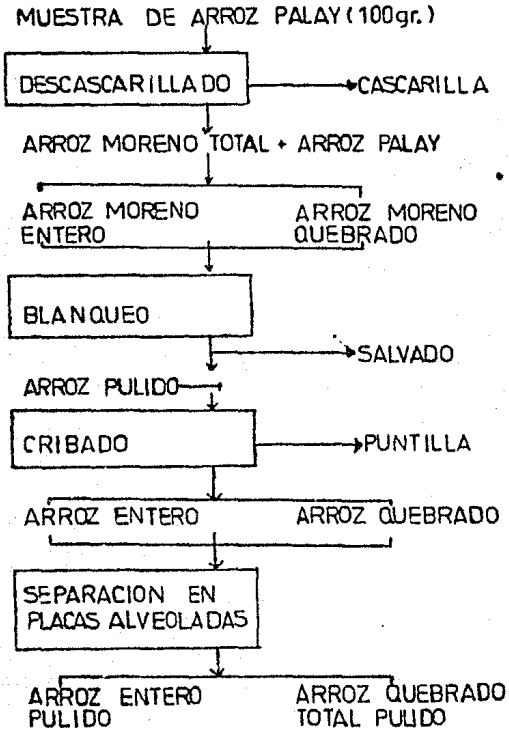 MUESTRA DE ARROZ PALAY (100gr.)
DESCASCARILLADO
CASCARILLA
ARROZ MORENO TOTAL + ARROZ PALAY
ARROZ MORENO
ENTERO
ARROZ MORENO
QUEBRADO
BLANQUEO
SALVADO
ARROZ PULIDO
CRIBADO
PUNTILLA
ARROZ ENTERO
ARROZ QUEBRADO
SEPARACION EN
PLACAS ALVEOLADAS
ARROZ ENTERO
PULIDO
ARROZ QUEBRADO
TOTAL PULIDO